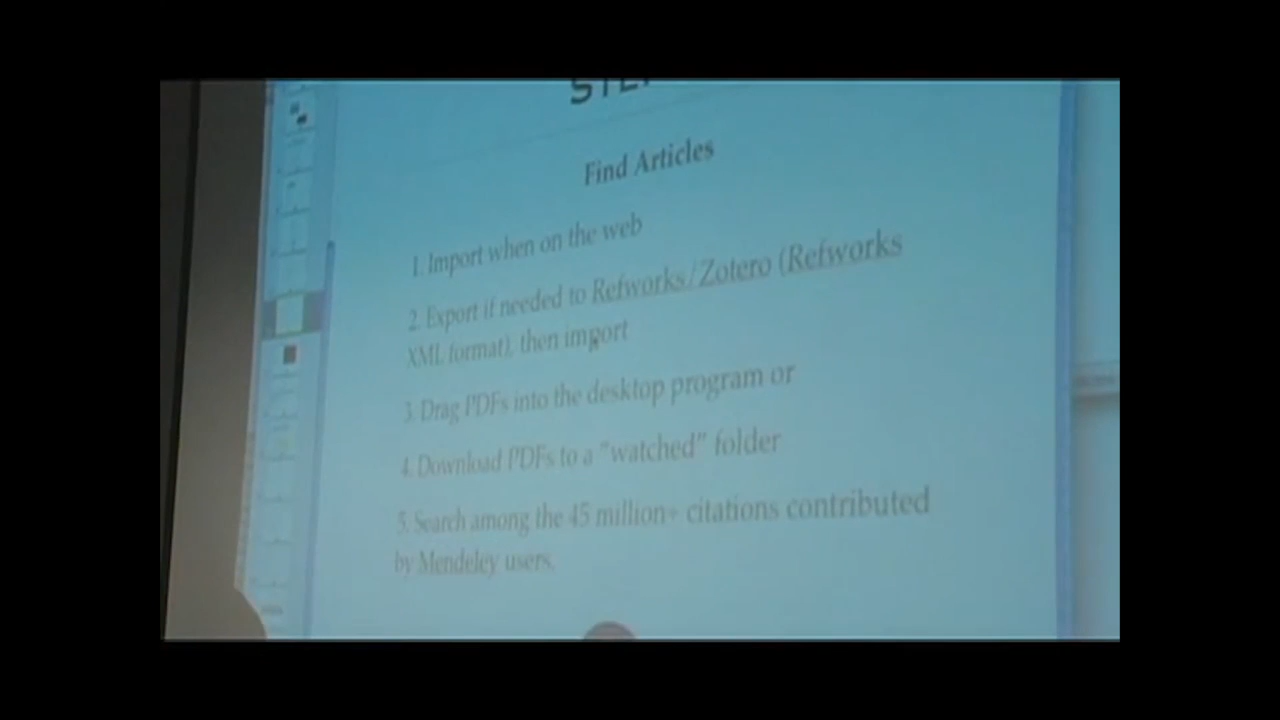 Find Articles
1. Import when on the web
2. Export if needed to Refworks/Zotero (Refworks
XML format), then import
3. Drag PDFs into the desktop program or
4. Download PDFs to a "watched" folder
5. Search among the 45 million+ citations contributed
by Mendeley users.